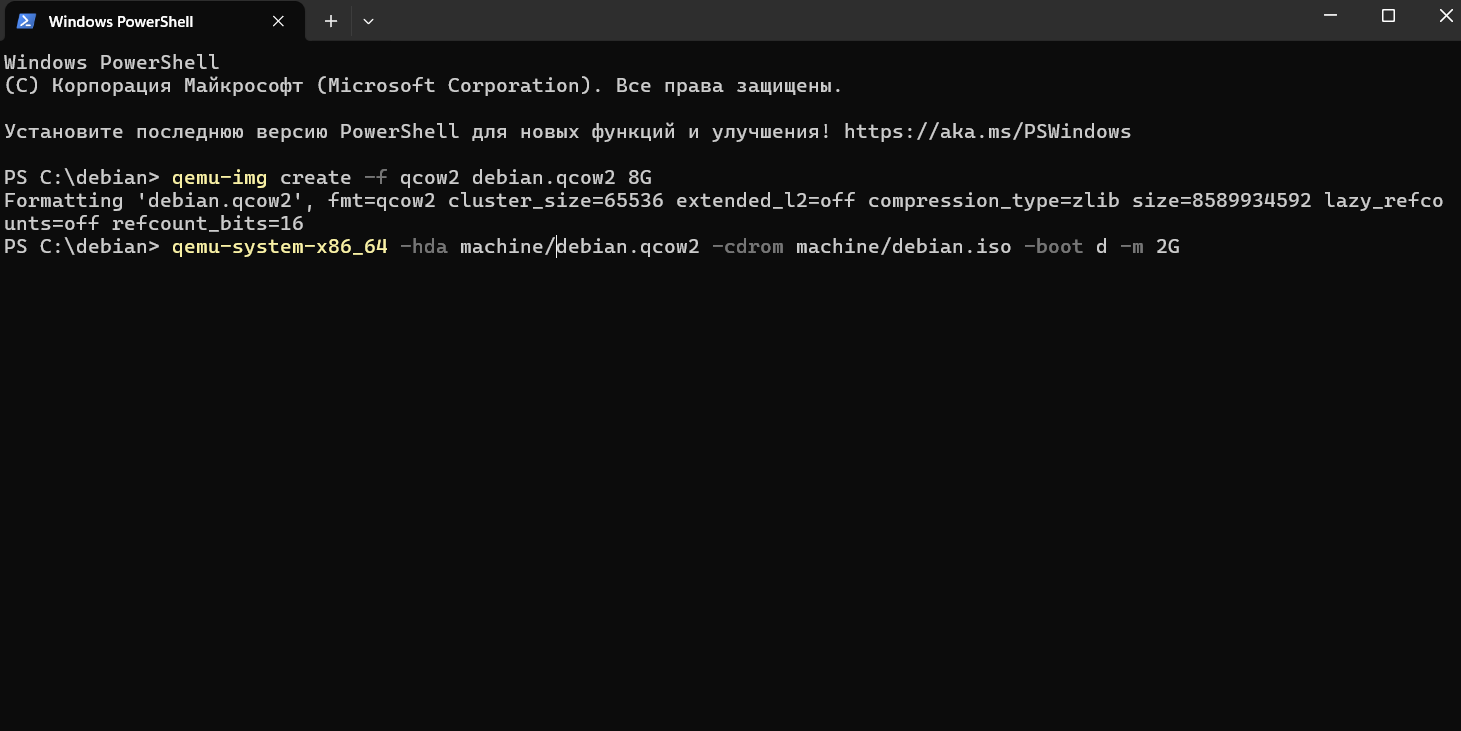 Windows PowerShell
Windows PowerShell
(C) Корпорация Майкрософт (Microsoft Corporation). Все права защищены.
Установите последнюю версию PowerShell для новых функций и улучшения! https://aka.ms/PSWindows
PS C:\debian> qemu-img create -f qcow2 debian.qcow2 8G
Formatting 'debian.qcow2', fmt=qcow2 cluster_size=65536 extended_l2=off compression_type=zlib size=8589934592 lazy_refco
unts=off refcount_bits=16
PS C:\debian> qemu-system-x86_64 -hda machine/debian.qcow2 -cdrom machine/debian.iso -boot d -m 2G